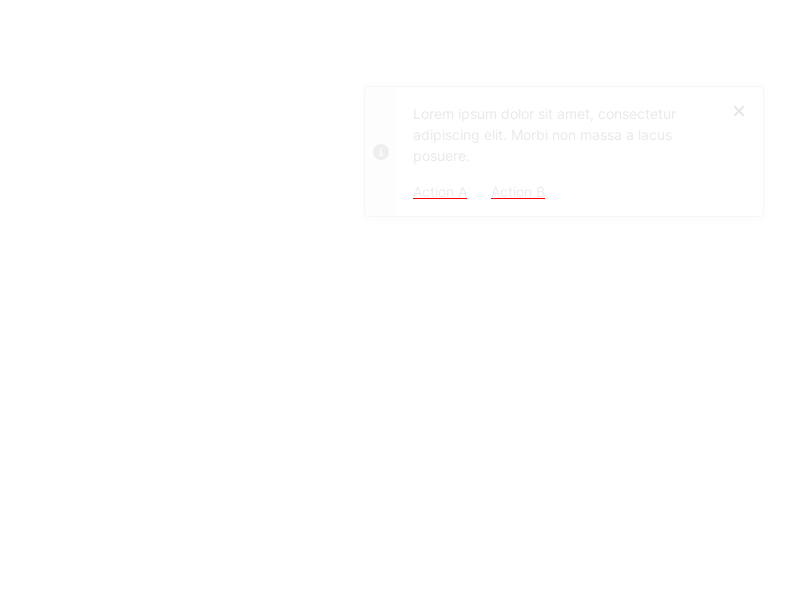 Lorem ipsum dolor sit amet, consectetur
adipiscing elit. Morbi non massa a lacus
posuere.
Action A Action B